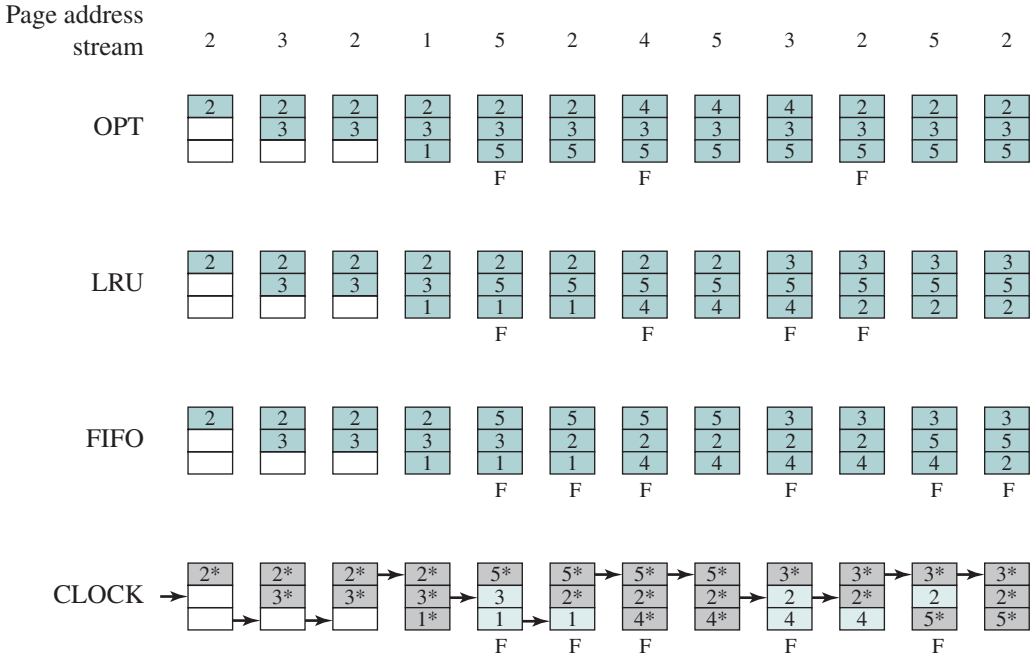 Page address
stream 2 3 2 1 5 2 4 5 3 2 5 2
2 2 2 2 2 2 4 4 4 2 2 2
OPT 3 3 3 3 3 3 3 3 3 3 3
1 5 5 5 5 5 5 5 5
F F F
2 2 2 2 2 2 2 2 3 3 3 3
LRU 3 3 3 5 5 5 5 5 5 5 5
1 1 1 4 4 4 2 2 2
F F F F
2 2 2 2 5 5 5 5 3 3 3 3
FIFO 3 3 3 3 2 2 2 2 2 5 5
1 1 1 4 4 4 4 4 2
F F F F F F
2* 2* 2* 2* 5* 5* 5* 5* 3* 3* 3* 3*
CLOCK 3* 3* 3* 3 2* 2* 2* 2 2* 2 2*
1* 1 1 4* 4* 4 4 5* 5*
F F F F F